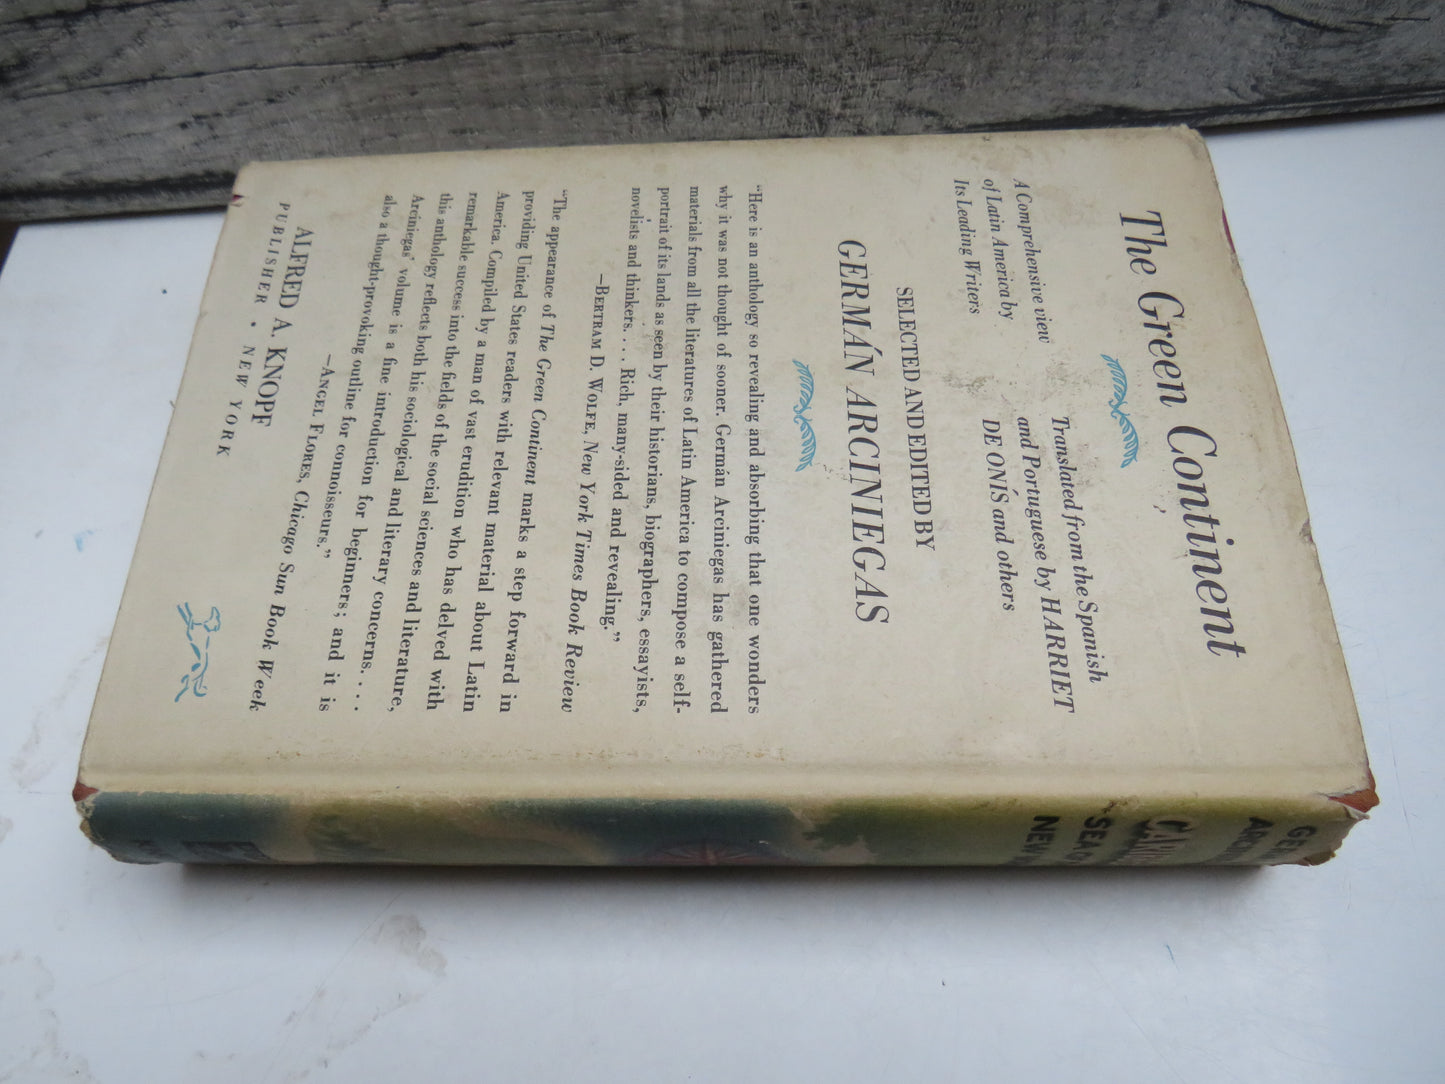 The Green Continent
A Comprehensive view
of Latin America by
Its Leading Writers
Translated from the Spanish
and Portuguese by HARRIET
DE ONÍS and others
SELECTED AND EDITED BY
GERMÁN ARCINIEGAS
"Here is an anthology so revealing and absorbing that one wonders
why it was not thought of sooner. Germán Arciniegas has gathered
materials from all the literatures of Latin America to compose a self-
portrait of its lands as seen by their historians, biographers, essayists,
novelists and thinkers. . . . Rich, many-sided and revealing."
—BERTRAM D. WOLFE, New York Times Book Review
"The appearance of The Green Continent marks a step forward in
providing United States readers with relevant material about Latin
America. Compiled by a man of vast erudition who has delved with
remarkable success into the fields of the social sciences and literature,
this anthology reflects both his sociological and literary concerns. . . .
Arciniegas' volume is a fine introduction for beginners; and it is
also a thought-provoking outline for connoisseurs."
—ANGEL FLORES, Chicago Sun Book Week
ALFRED A. KNOPF
PUBLISHER • NEW YORK
SEA
NEW